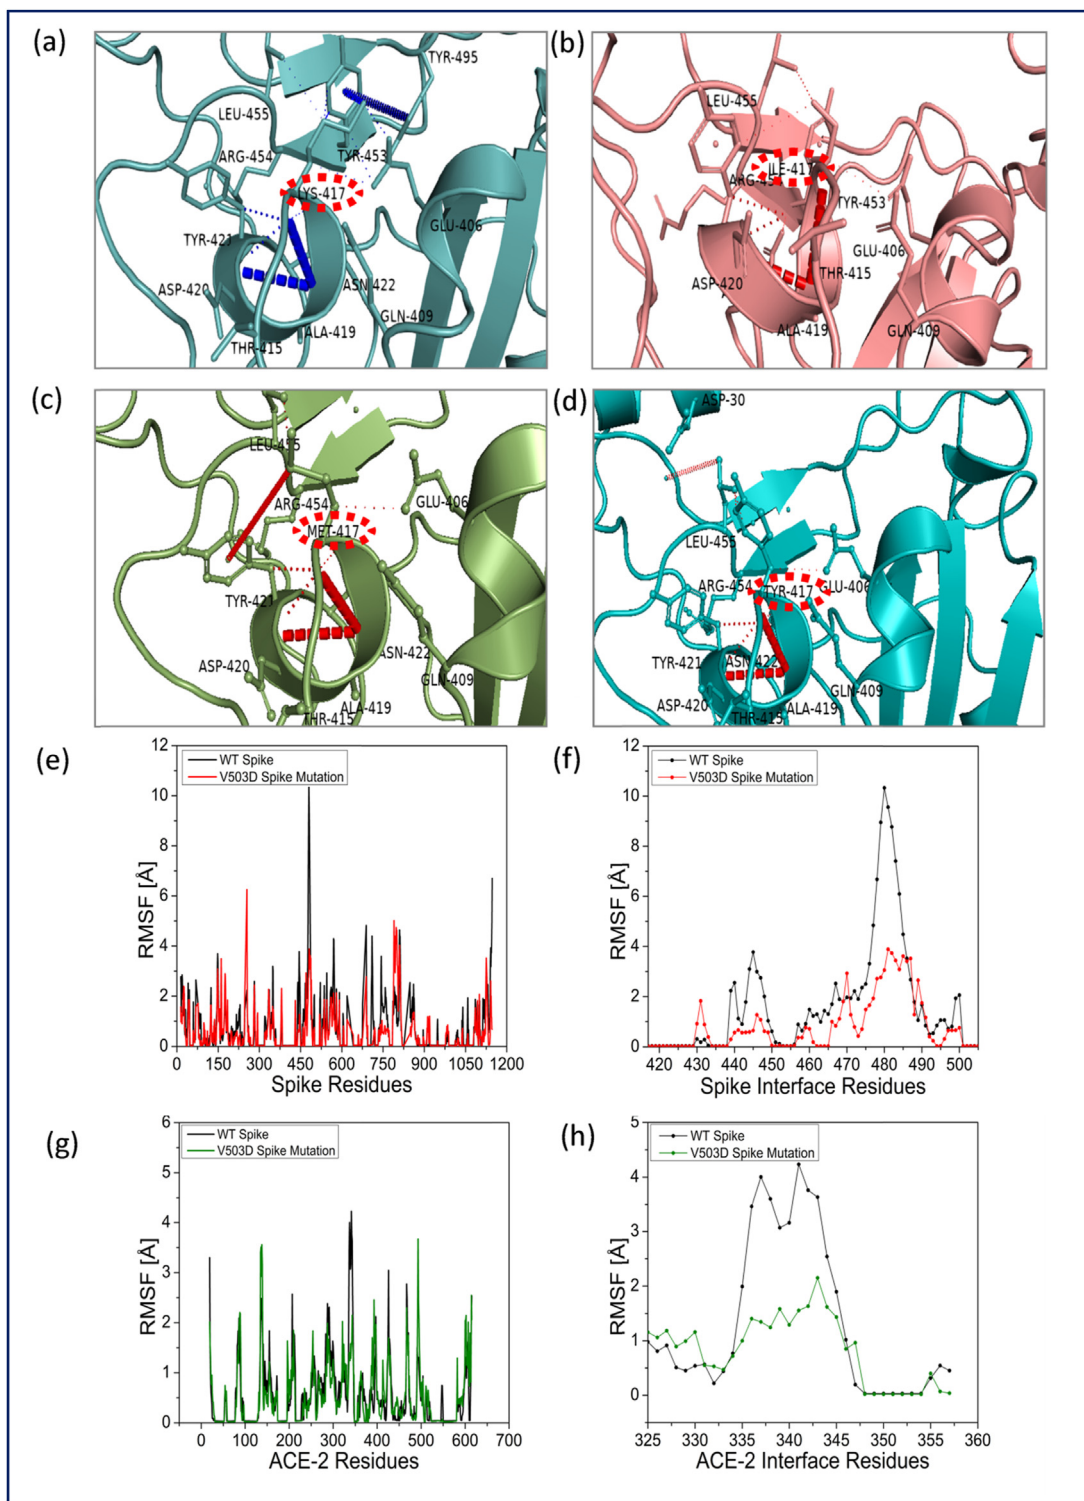 (a)
TYR-495
LEU-455
ARG-454
TYR-453
LYS-417
GLU-406
TYR-421
ASP-420
ASN-422
GLN-409
ALA-419
THR-415
(b)
LEU-455
ILE-417
TYR-453
GLU-406
THR-415
ASP-420
ALA-419
GLN-409
(c)
LEU-455
ARG-454
GLU-406
MET-417
TYR-421
ASN-422
ASP-420
GLN-409
ALA-419
THR-415
(d)
ASP-30
LEU-455
ARG-454
TYR-417
GLU-406
TYR-421
ASN-422
ASP-420
GLN-409
ALA-419
THR-415
(e)
WT Spike
V503D Spike Mutation
RMSF [Å]
12
10
8
6
4
2
0
0 150 300 450 600 750 900 1050 1200
Spike Residues
(f)
WT Spike
V503D Spike Mutation
RMSF [Å]
12
10
8
6
4
2
0
420 430 440 450 460 470 480 490 500
Spike Interface Residues
(g)
WT Spike
V503D Spike Mutation
RMSF [Å]
6
5
4
3
2
1
0
0 100 200 300 400 500 600 700
ACE-2 Residues
(h)
WT Spike
V503D Spike Mutation
RMSF [Å]
5
4
3
2
1
0
325 330 335 340 345 350 355 360
ACE-2 Interface Residues